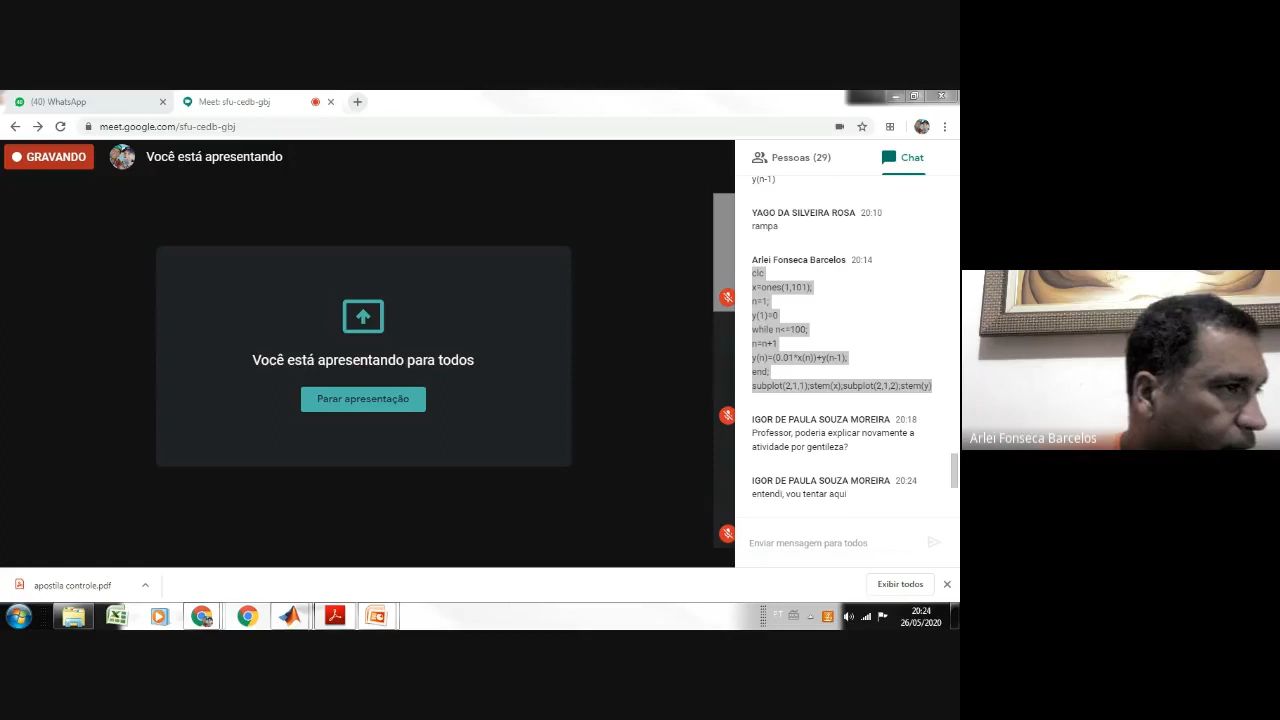 (40) WhatsApp
Meet: sfu-cedb-gbj
meet.google.com/sfu-cedb-gbj
GRAVANDO
Você está apresentando
Você está apresentando para todos
Parar apresentação
Pessoas (29)
Chat
y(n-1)
YAGO DA SILVEIRA ROSA 20:10
rampa
Arlei Fonseca Barcelos 20:14
clc
x=ones(1,101);
n=1;
y(1)=0
while n<=100;
n=n+1
y(n)=(0.01*x(n))+y(n-1);
end;
subplot(2,1,1);stem(x);subplot(2,1,2);stem(y)
IGOR DE PAULA SOUZA MOREIRA 20:18
Professor, poderia explicar novamente a
atividade por gentileza?
IGOR DE PAULA SOUZA MOREIRA 20:24
entendi, vou tentar aqui
Enviar mensagem para todos
Arlei Fonseca Barcelos
apostila controle.pdf
Exibir todos
PT
20:24
26/05/2020